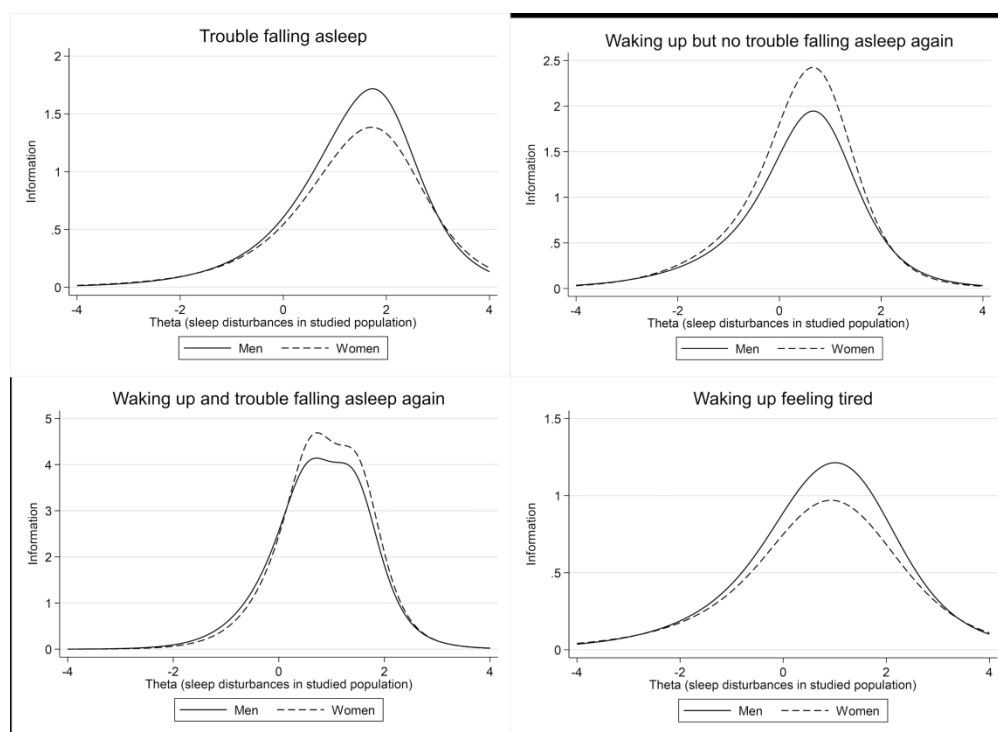 Trouble falling asleep
2
1.5
1
.5
0
Information
-4
-2
0
2
4
Theta (sleep disturbances in studied population)
Men
Women
Waking up but no trouble falling asleep again
2.5
2
1.5
1
.5
0
Information
-4
-2
0
2
4
Theta (sleep disturbances in studied population)
Men
Women
Waking up and trouble falling asleep again
5
4
3
2
1
0
Information
-4
-2
0
2
4
Theta (sleep disturbances in studied population)
Men
Women
Waking up feeling tired
1.5
1
.5
0
Information
-4
-2
0
2
4
Theta (sleep disturbances in studied population)
Men
Women